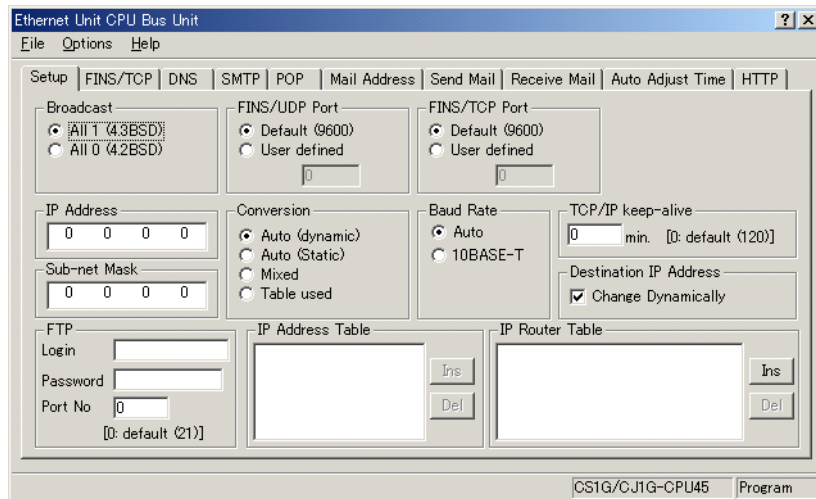 Ethernet Unit CPU Bus Unit
File Options Help
Setup FINS/TCP DNS SMTP POP Mail Address Send Mail Receive Mail Auto Adjust Time HTTP
Broadcast
All 1 (4.3BSD)
All 0 (4.2BSD)
FINS/UDP Port
Default (9600)
User defined
0
FINS/TCP Port
Default (9600)
User defined
0
IP Address
0 0 0 0
Sub-net Mask
0 0 0 0
Conversion
Auto (dynamic)
Auto (Static)
Mixed
Table used
Baud Rate
Auto
10BASE-T
TCP/IP keep-alive
0 min. [0: default (120)]
Destination IP Address
Change Dynamically
FTP
Login
Password
Port No 0
[0: default (21)]
IP Address Table
Ins
Del
IP Router Table
Ins
Del
CS1G/CJ1G-CPU45 Program